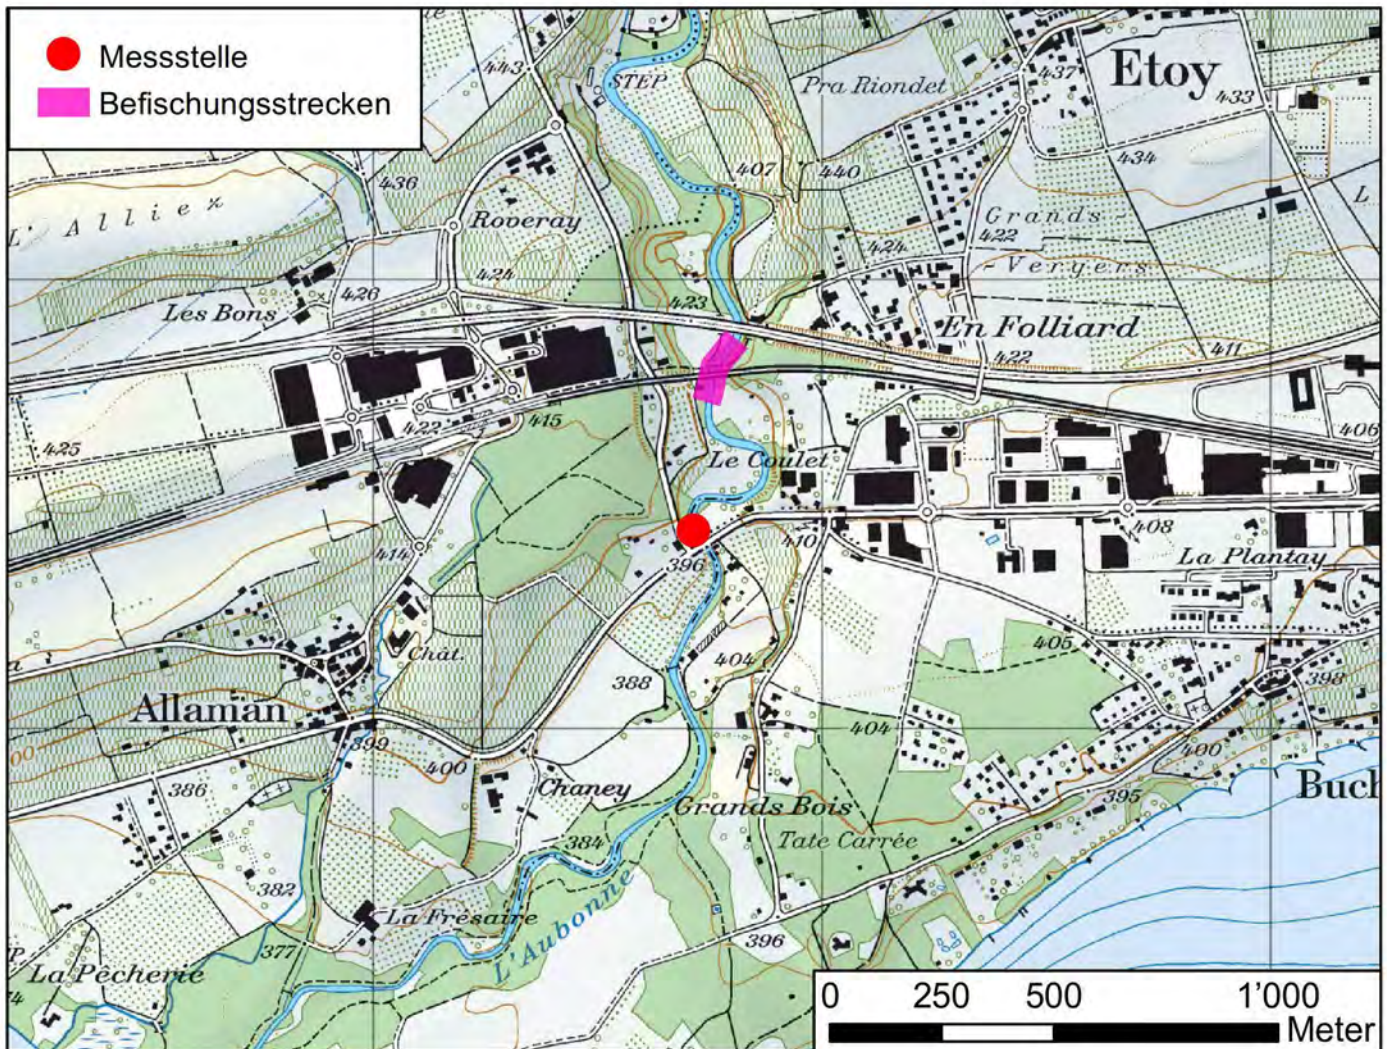 Messstelle
Befischungsstrecken
443
STEP
437
Etoy
Pra Riondet
433
434
436
407
440
L'Alliez
Roveray
Grands-
424
422
-Vergers
424
426
423
Les Bons
En Folliard
422
411
425
422
415
406
Le Coulet
414
396
410
408
La Plantay
Chât.
404
405
388
398
Allaman
399
400
404
400
386
Chaney
395
Buch
Grands Bois
384
Tate Carrée
382
La Frésaire
L'Aubonne
377
396
La Pêcherie
0 250 500 1'000
Meter